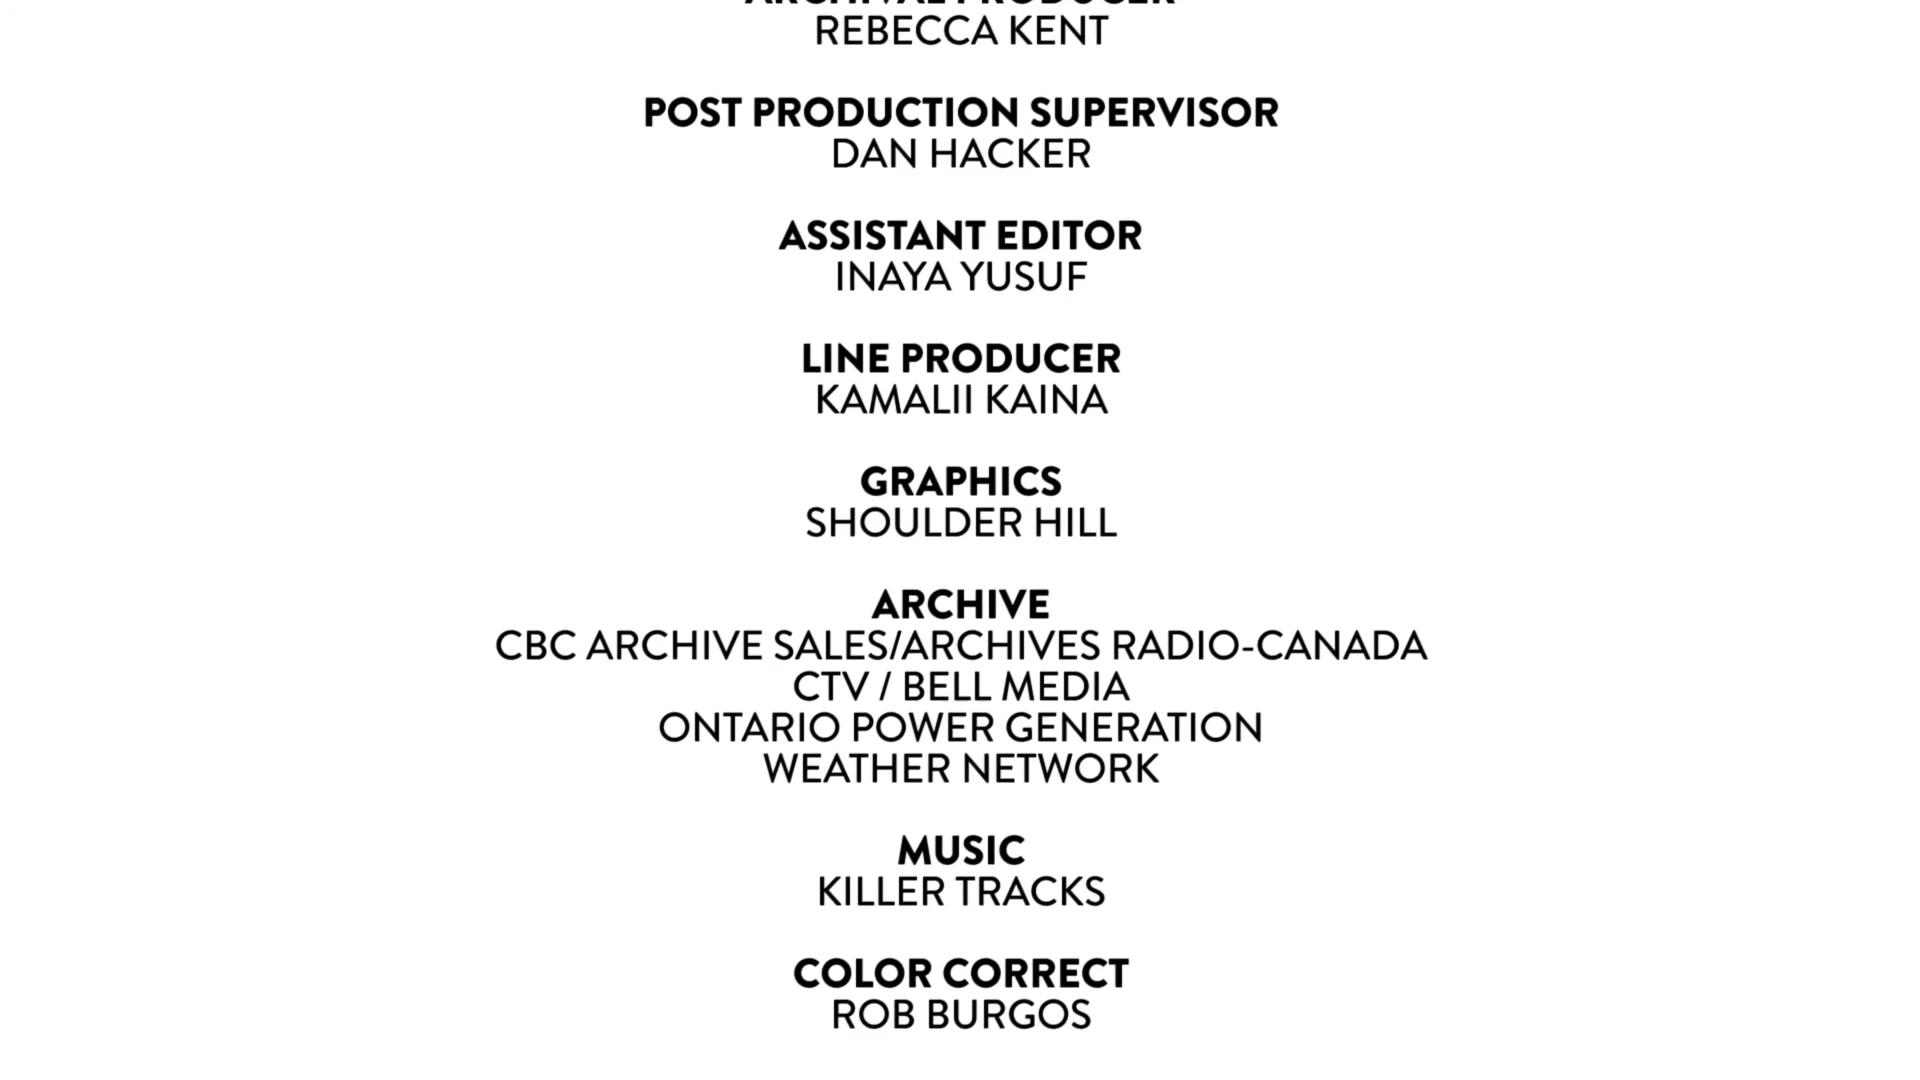 ARCHIVAL PRODUCER
REBECCA KENT
POST PRODUCTION SUPERVISOR
DAN HACKER
ASSISTANT EDITOR
INAYA YUSUF
LINE PRODUCER
KAMALII KAINA
GRAPHICS
SHOULDER HILL
ARCHIVE
CBC ARCHIVE SALES/ARCHIVES RADIO-CANADA
CTV / BELL MEDIA
ONTARIO POWER GENERATION
WEATHER NETWORK
MUSIC
KILLER TRACKS
COLOR CORRECT
ROB BURGOS